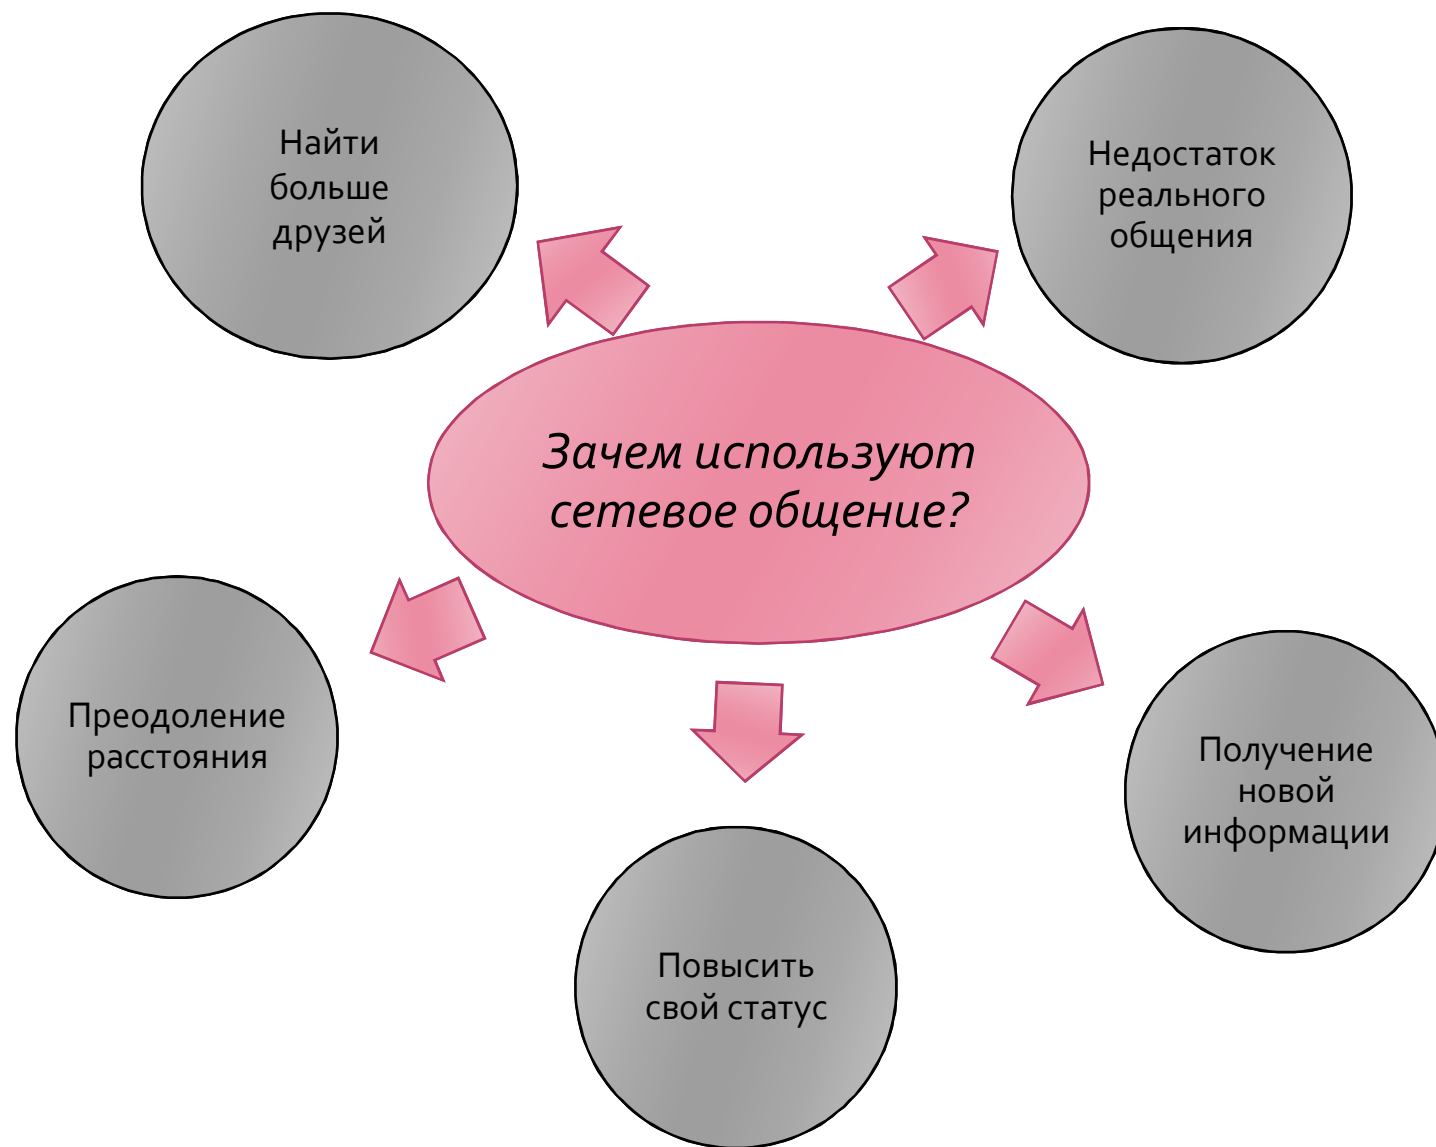 Найти
больше
друзей
Недостаток
реального
общения
Зачем используют
сетевое общение?
Преодоление
расстояния
Получение
новой
информации
Повысить
свой статус